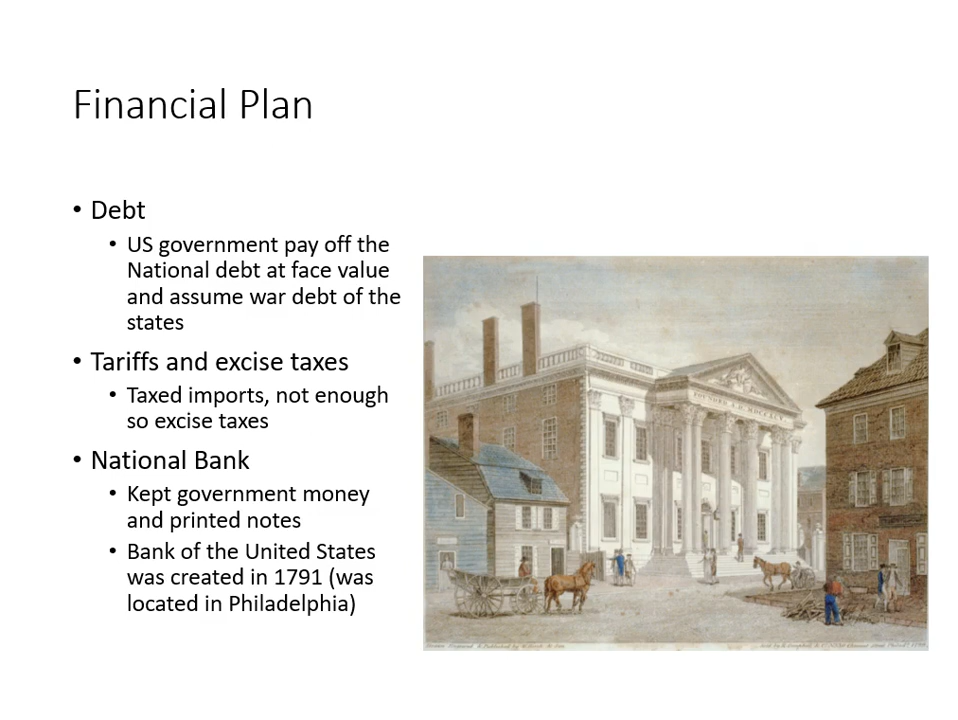 Financial Plan
• Debt
• US government pay off the
National debt at face value
and assume war debt of the
states
• Tariffs and excise taxes
• Taxed imports, not enough
so excise taxes
• National Bank
• Kept government money
and printed notes
• Bank of the United States
was created in 1791 (was
located in Philadelphia)